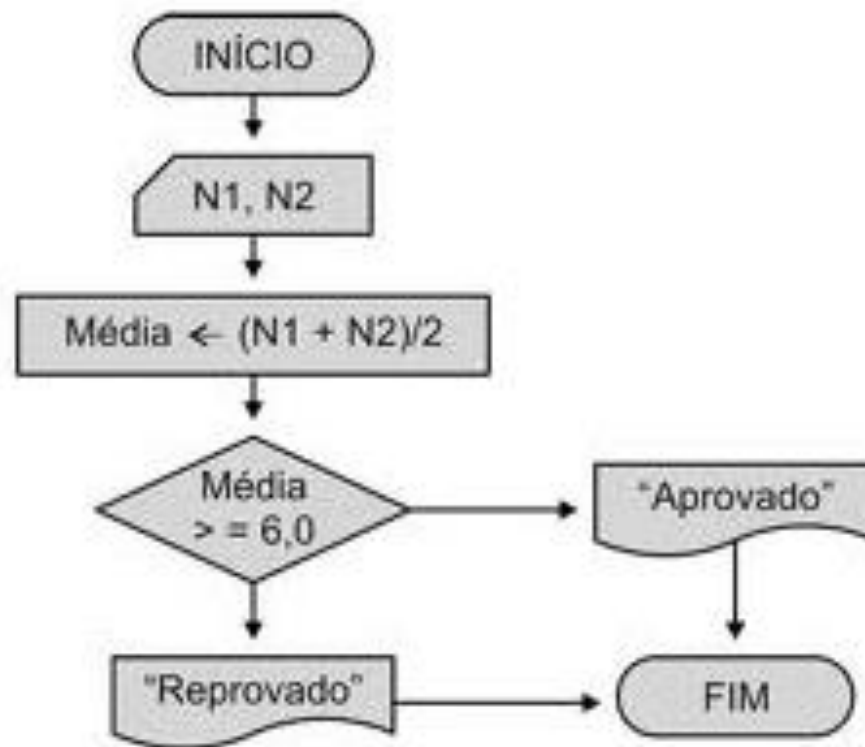 INÍCIO
N1, N2
Média ← (N1 + N2)/2
Média
> = 6,0
"Aprovado"
"Reprovado"
FIM